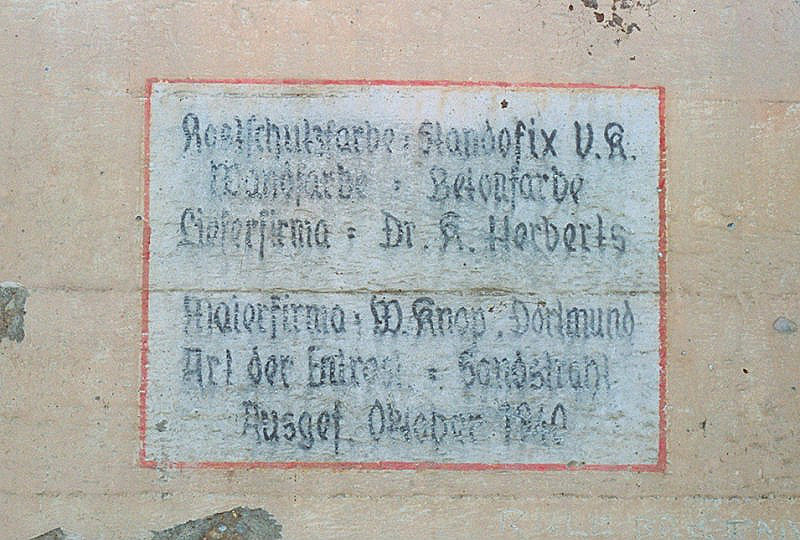 Rostschutzfarbe: Standofix V.K.
Wandfarbe : Betonfarbe
Lieferfirma : Dr. K. Herberts
Malerfirma : W. Knop, Dortmund
Art der Entrost. : Sandstrahl
Ausgef. Oktober 1940